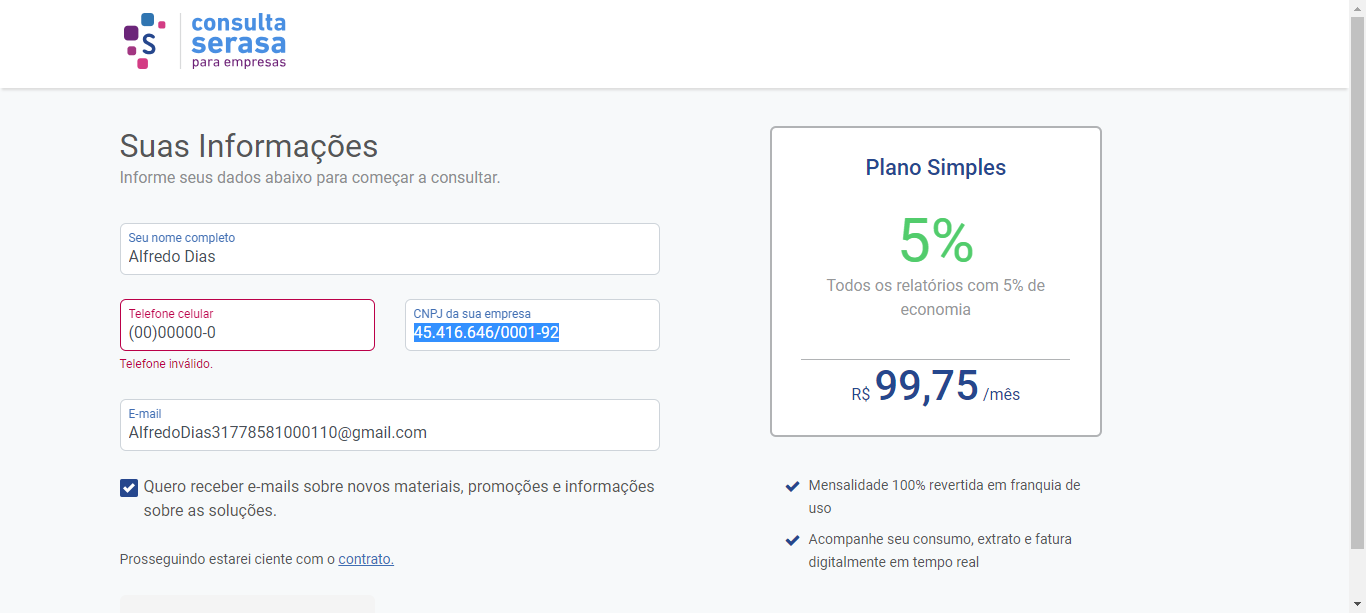 S
consulta
serasa
para empresas
Suas Informações
Informe seus dados abaixo para começar a consultar.
Seu nome completo
Alfredo Dias
Telefone celular
(00)00000-0
Telefone inválido.
CNPJ da sua empresa
45.416.646/0001-92
E-mail
AlfredoDias31778581000110@gmail.com
Quero receber e-mails sobre novos materiais, promoções e informações
sobre as soluções.
Prosseguindo estarei ciente com o contrato.
Plano Simples
5%
Todos os relatórios com 5% de
economia
R$ 99,75 /mês
Mensalidade 100% revertida em franquia de
uso
Acompanhe seu consumo, extrato e fatura
digitalmente em tempo real